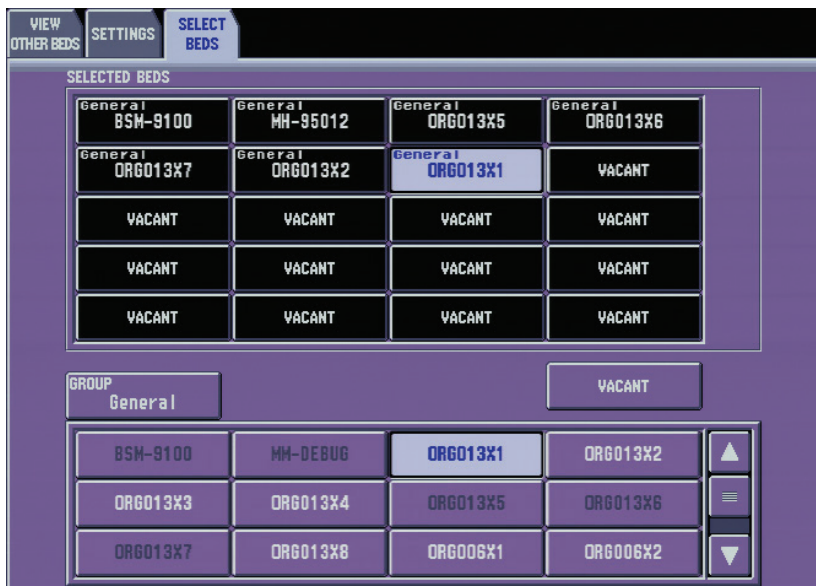 VIEW
OTHER BEDS
SETTINGS
SELECT
BEDS
SELECTED BEDS
General
BSM-9100
General
MH-95012
General
ORG013X5
General
ORG013X6
General
ORG013X7
General
ORG013X2
General
ORG013X1
VACANT
VACANT
VACANT
VACANT
VACANT
VACANT
VACANT
VACANT
VACANT
VACANT
VACANT
VACANT
VACANT
GROUP
General
VACANT
BSM-9100
MM-DEBUG
ORG013X1
ORG013X2
ORG013X3
ORG013X4
ORG013X5
ORG013X6
ORG013X7
ORG013X8
ORG006X1
ORG006X2